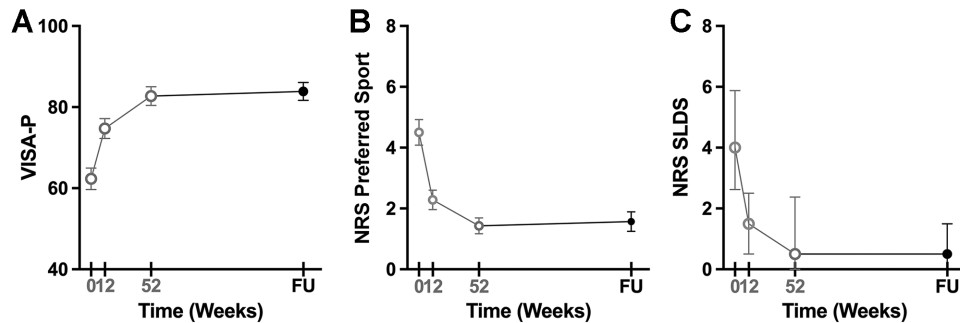 A
VISA-P
100
80
60
40
0 12 52 FU
Time (Weeks)
B
NRS Preferred Sport
8
6
4
2
0
0 12 52 FU
Time (Weeks)
C
NRS SLDS
8
6
4
2
0
0 12 52 FU
Time (Weeks)